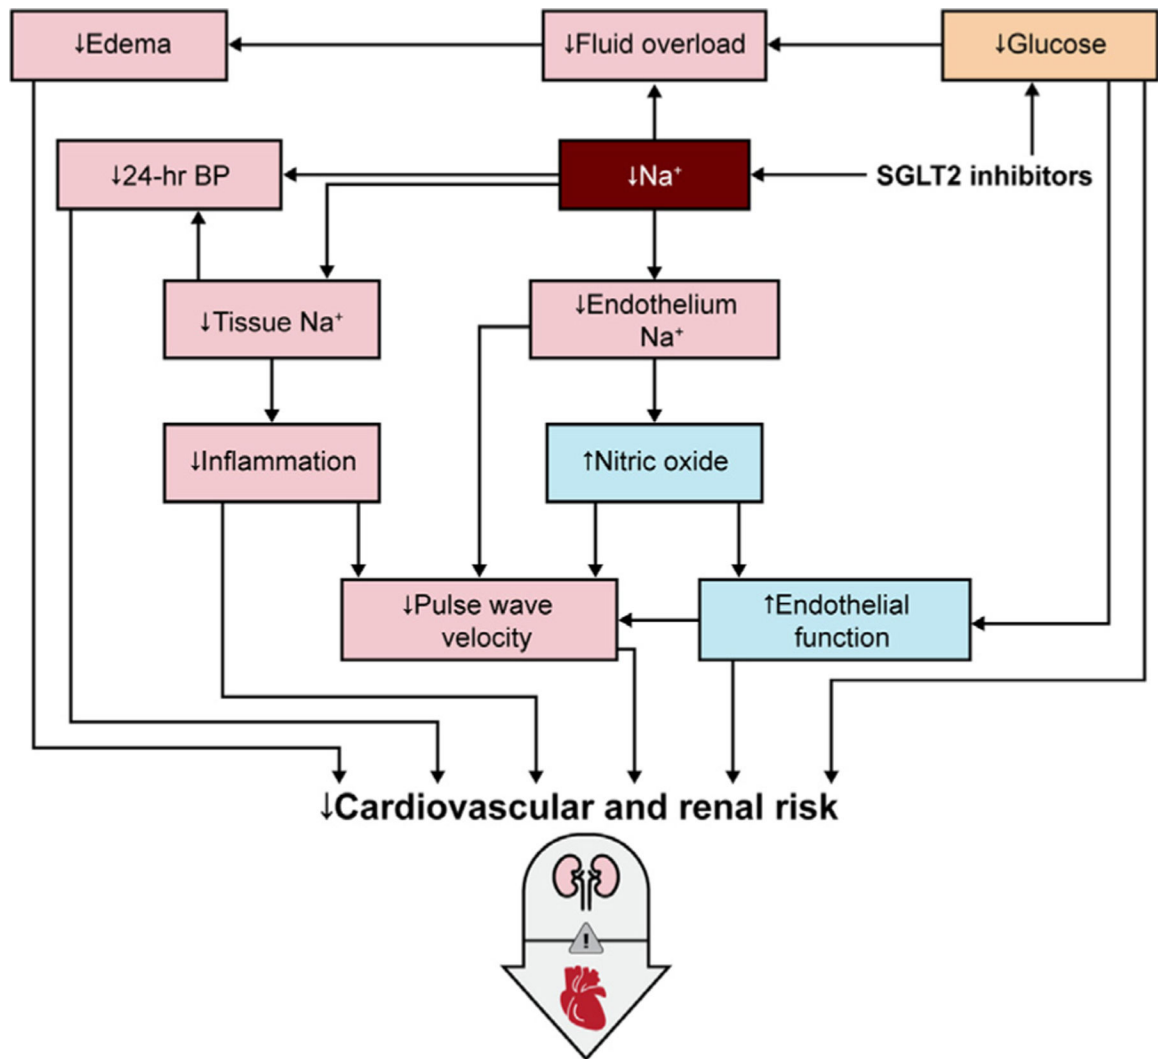 ↓Edema
↓Fluid overload
↓Glucose
↓24-hr BP
↓Na⁺
SGLT2 inhibitors
↓Tissue Na⁺
↓Endothelium
Na⁺
↓Inflammation
↑Nitric oxide
↓Pulse wave
velocity
↑Endothelial
function
↓Cardiovascular and renal risk
!